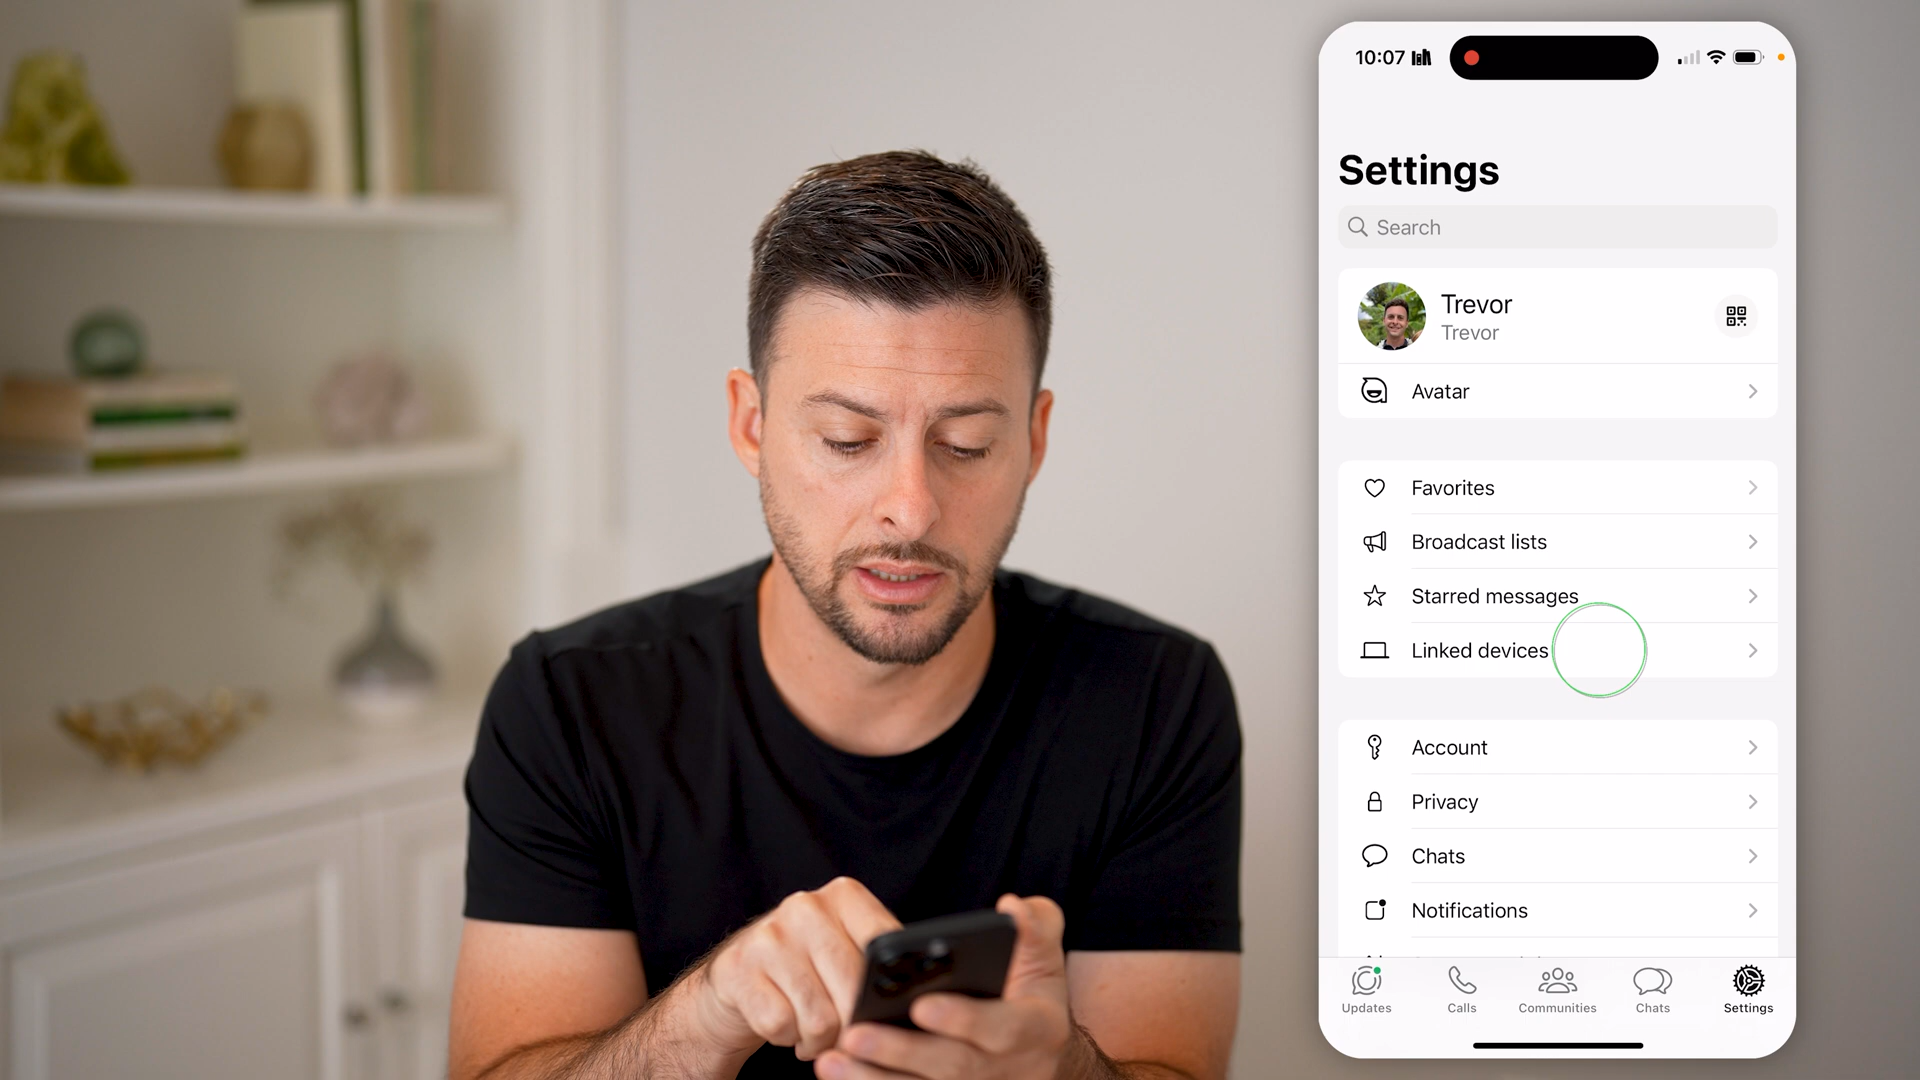 10:07
Settings
Search
Trevor
Trevor
Avatar
Favorites
Broadcast lists
Starred messages
Linked devices
Account
Privacy
Chats
Notifications
Updates
Calls
Communities
Chats
Settings